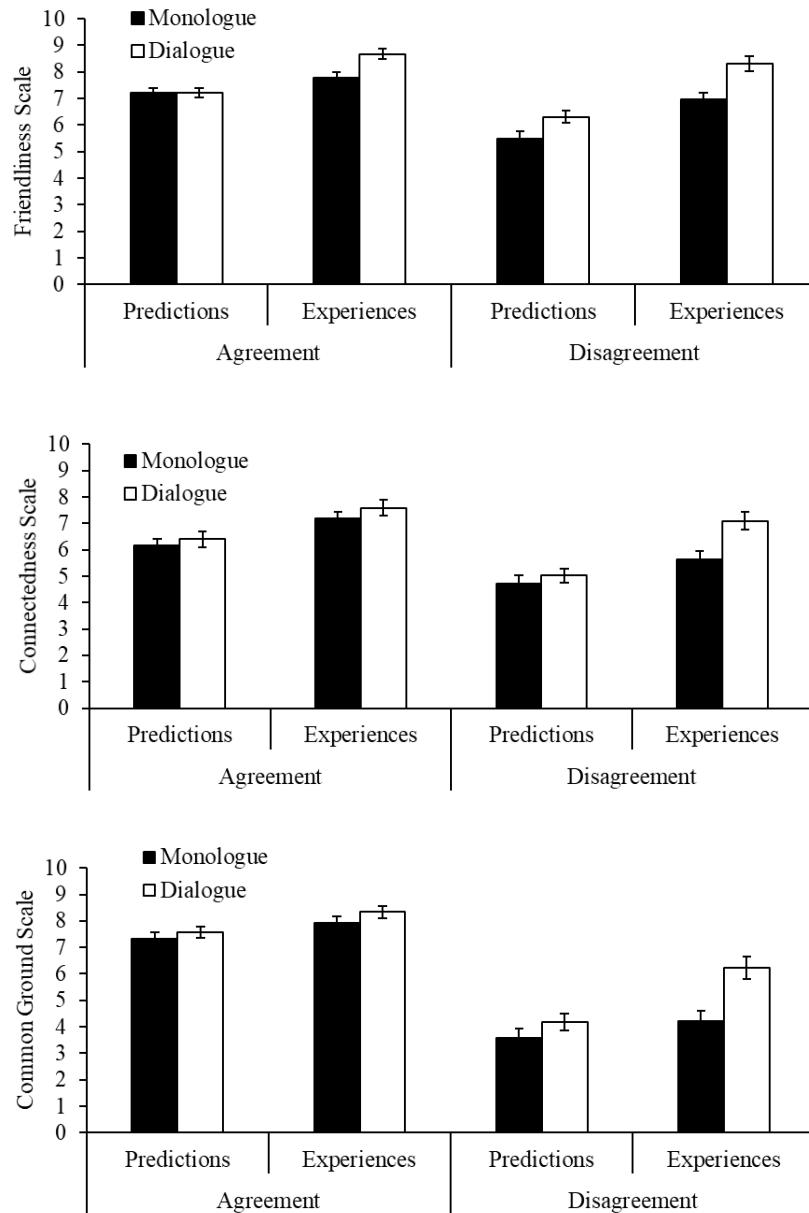 Monologue
Dialogue
Friendliness Scale
10
9
8
7
6
5
4
3
2
1
0
Predictions Experiences Predictions Experiences
Agreement Disagreement
Monologue
Dialogue
Connectedness Scale
10
9
8
7
6
5
4
3
2
1
0
Predictions Experiences Predictions Experiences
Agreement Disagreement
Monologue
Dialogue
Common Ground Scale
10
9
8
7
6
5
4
3
2
1
0
Predictions Experiences Predictions Experiences
Agreement Disagreement